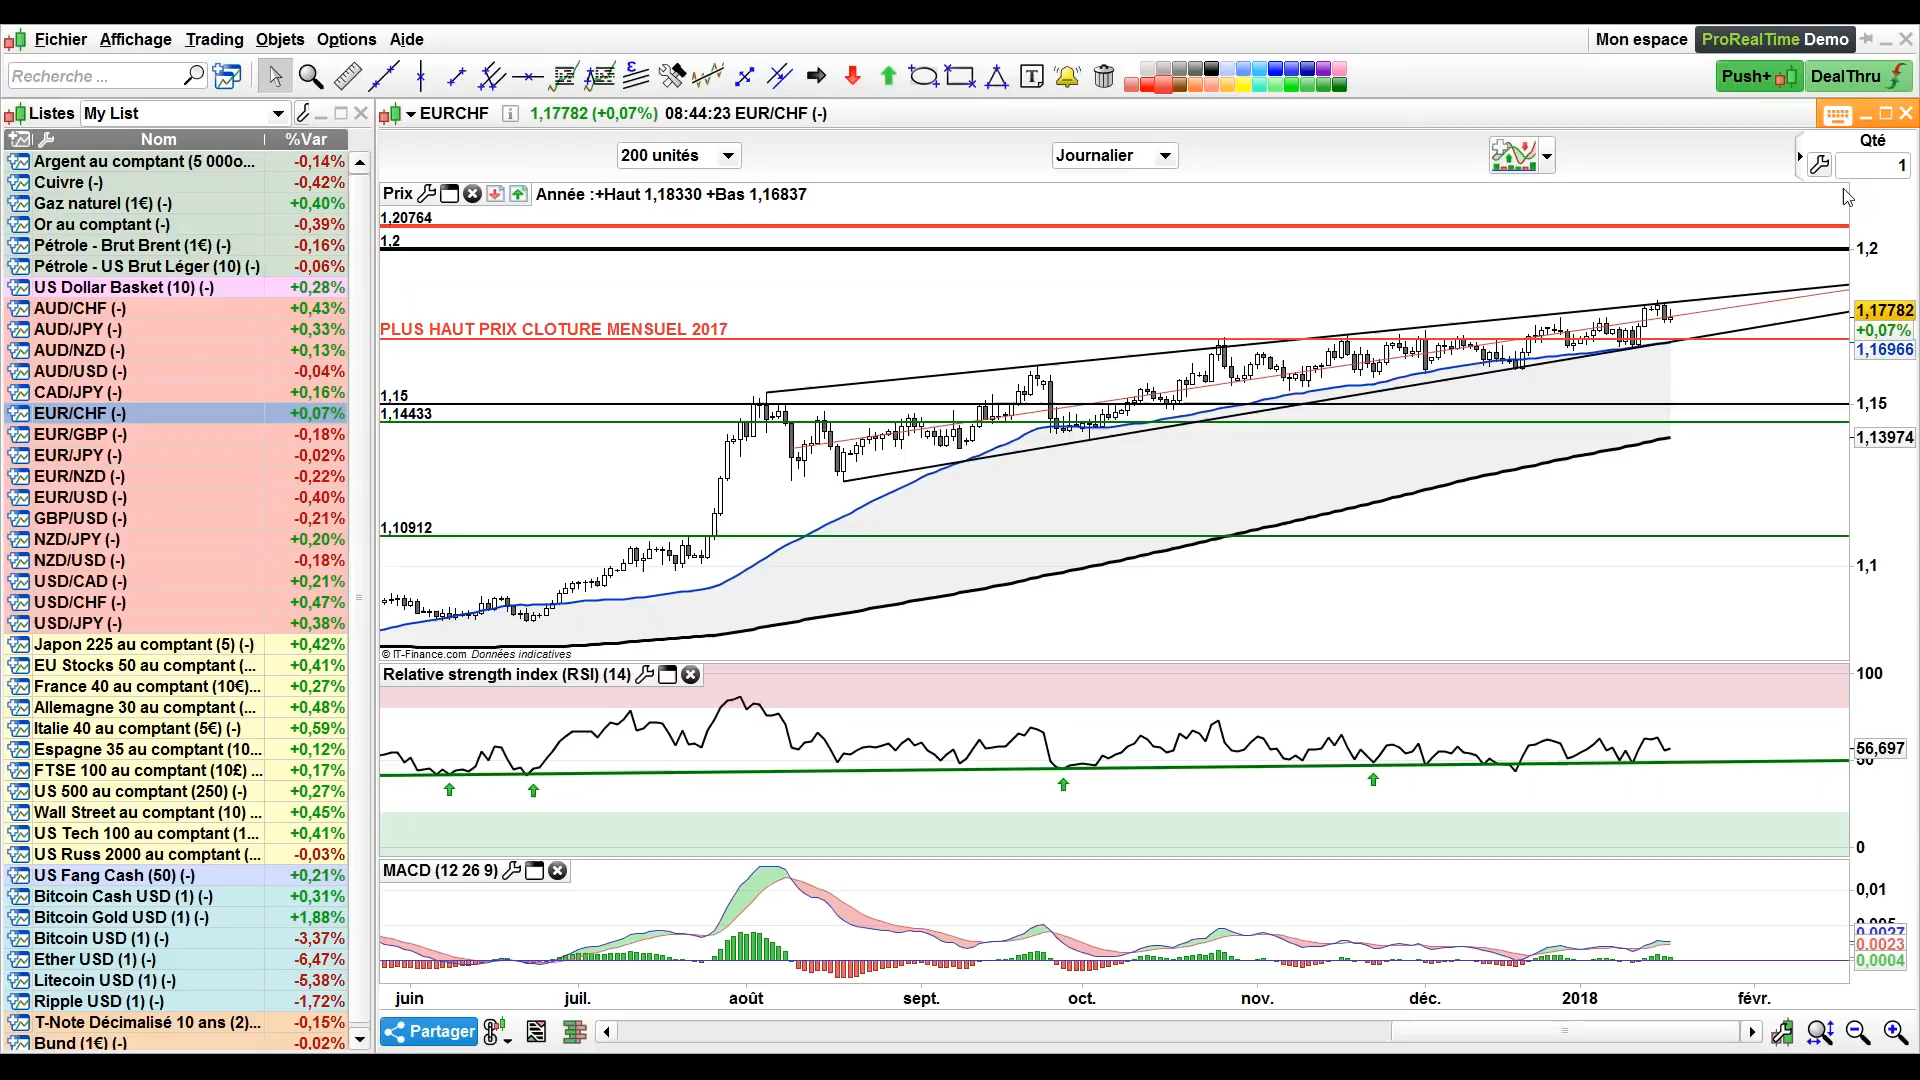 Fichier Affichage Trading Objets Options Aide
Mon espace ProRealTime Demo
Recherche ...
Push+ DealThru
Listes My List
EURCHF 1,17782 (+0,07%) 08:44:23 EUR/CHF (-)
Nom %Var
Qté
1
200 unités
Journalier
Argent au comptant (5 000o... -0,14%
Cuivre (-) -0,42%
Gaz naturel (1€) (-) +0,40%
Or au comptant (-) -0,39%
Pétrole - Brut Brent (1€) (-) -0,16%
Pétrole - US Brut Léger (10) (-) -0,06%
US Dollar Basket (10) (-) +0,28%
AUD/CHF (-) +0,43%
AUD/JPY (-) +0,33%
AUD/NZD (-) +0,13%
AUD/USD (-) -0,04%
CAD/JPY (-) +0,16%
EUR/CHF (-) +0,07%
EUR/GBP (-) -0,18%
EUR/JPY (-) -0,02%
EUR/NZD (-) -0,22%
EUR/USD (-) -0,40%
GBP/USD (-) -0,21%
NZD/JPY (-) +0,20%
NZD/USD (-) -0,18%
USD/CAD (-) +0,21%
USD/CHF (-) +0,47%
USD/JPY (-) +0,38%
Japon 225 au comptant (5) (-) +0,42%
EU Stocks 50 au comptant (... +0,41%
France 40 au comptant (10€)... +0,27%
Allemagne 30 au comptant (... +0,48%
Italie 40 au comptant (5€) (-) +0,59%
Espagne 35 au comptant (10... +0,12%
FTSE 100 au comptant (10£) ... +0,17%
US 500 au comptant (250) (-) +0,27%
Wall Street au comptant (10) ... +0,45%
US Tech 100 au comptant (1... +0,41%
US Russ 2000 au comptant (... -0,03%
US Fang Cash (50) (-) +0,21%
Bitcoin Cash USD (1) (-) +0,31%
Bitcoin Gold USD (1) (-) +1,88%
Bitcoin USD (1) (-) -3,37%
Ether USD (1) (-) -6,47%
Litecoin USD (1) (-) -5,38%
Ripple USD (1) (-) -1,72%
T-Note Décimalisé 10 ans (2)... -0,15%
Bund (1€) (-) -0,02%
Prix Année :+Haut 1,18330 +Bas 1,16837
1,20764
1,2
1,2
1,17782
PLUS HAUT PRIX CLOTURE MENSUEL 2017
+0,07%
1,16966
1,15
1,15
1,14433
1,13974
1,10912
1,1
© IT-Finance.com Données indicatives
Relative strength index (RSI) (14)
100
56,697
50
0
MACD (12 26 9)
0,01
0,005
0,0027
0,0023
0,0004
juin juil. août sept. oct. nov. déc. 2018 févr.
Partager